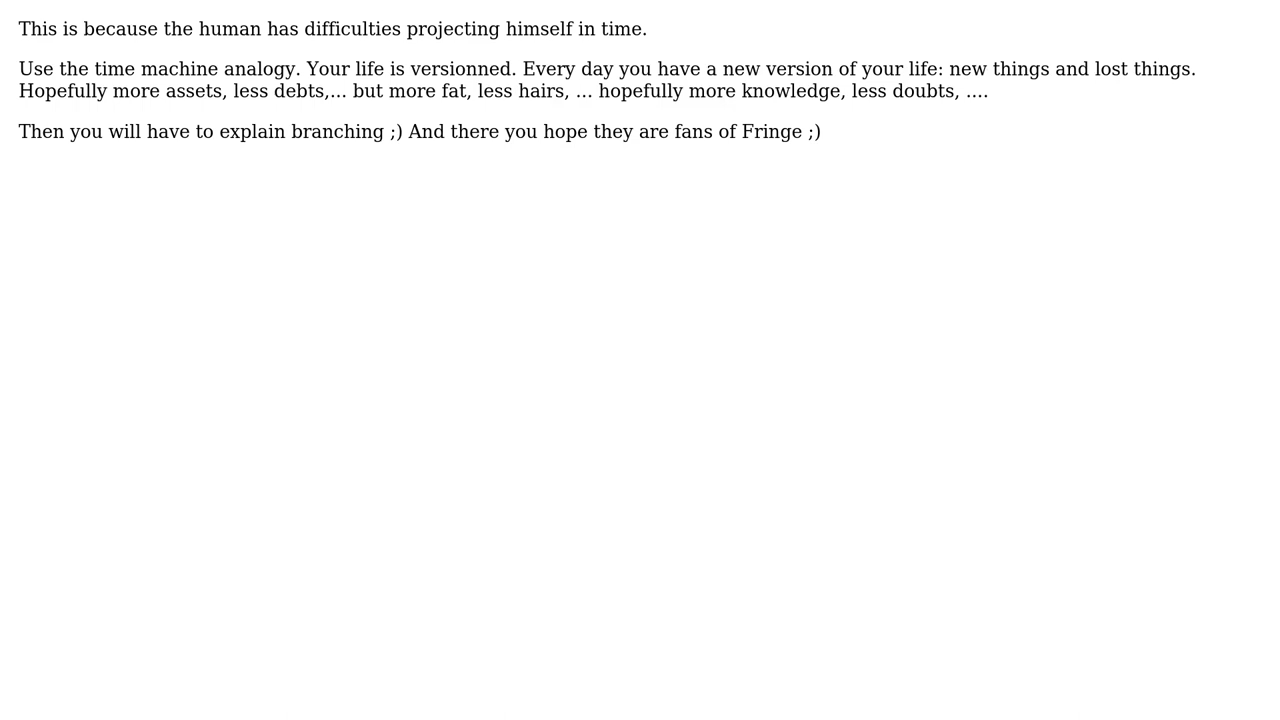 This is because the human has difficulties projecting himself in time.
Use the time machine analogy. Your life is versionned. Every day you have a new version of your life: new things and lost things.
Hopefully more assets, less debts,... but more fat, less hairs, ... hopefully more knowledge, less doubts, ....
Then you will have to explain branching ;) And there you hope they are fans of Fringe ;)